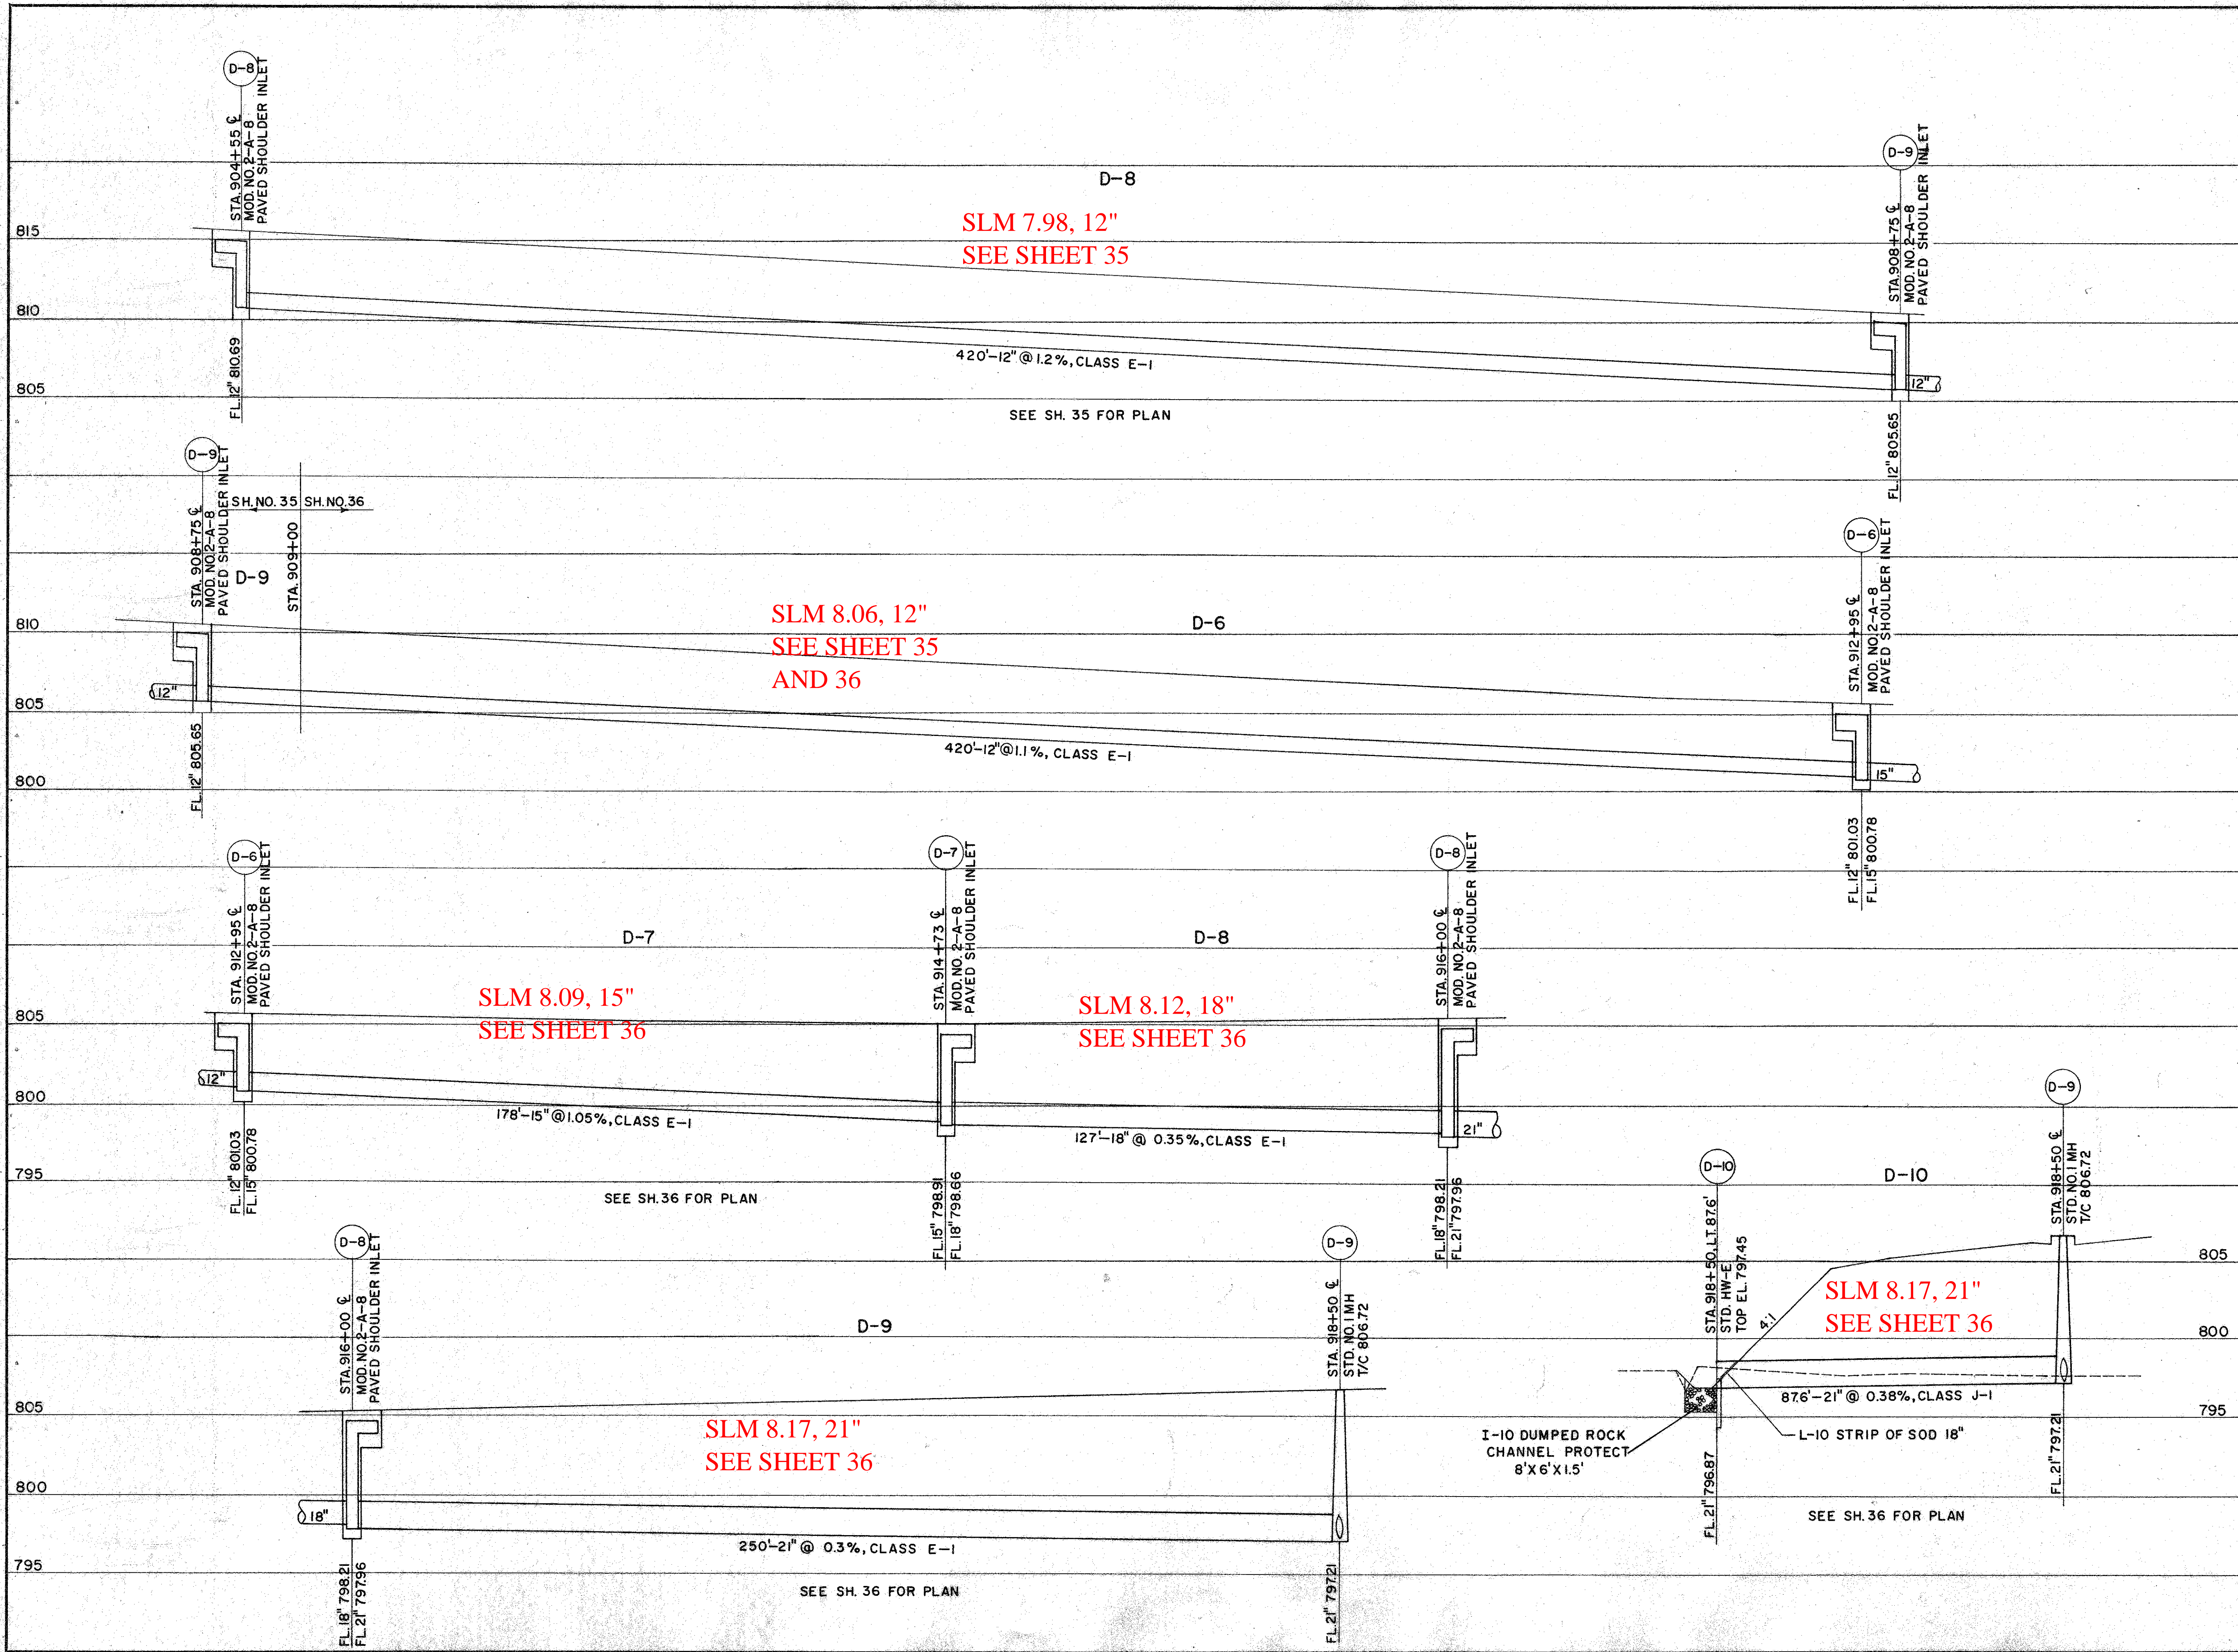 D-8
STA. 904+55 ℄
MOD. NO. 2-A-8
PAVED SHOULDER INLET
D-8
SLM 7.98, 12"
SEE SHEET 35
D-9
STA. 908+75 ℄
MOD. NO. 2-A-8
PAVED SHOULDER INLET
815
810
805
420'-12" @ 1.2%, CLASS E-1
12"
FL. 12" 810.69
SEE SH. 35 FOR PLAN
FL. 12" 805.65
D-9
STA. 908+75 ℄
MOD. NO. 2-A-8
PAVED SHOULDER INLET
SH. NO. 35
SH. NO. 36
STA. 909+00
D-9
SLM 8.06, 12"
SEE SHEET 35
AND 36
D-6
D-6
STA. 912+95 ℄
MOD. NO. 2-A-8
PAVED SHOULDER INLET
810
805
800
12"
420'-12" @ 1.1%, CLASS E-1
15"
FL. 12" 805.65
FL. 12" 801.03
FL. 15" 800.78
D-6
STA. 912+95 ℄
MOD. NO. 2-A-8
PAVED SHOULDER INLET
D-7
SLM 8.09, 15"
SEE SHEET 36
D-7
STA. 914+73 ℄
MOD. NO. 2-A-8
PAVED SHOULDER INLET
D-8
SLM 8.12, 18"
SEE SHEET 36
D-8
STA. 916+00 ℄
MOD. NO. 2-A-8
PAVED SHOULDER INLET
805
800
795
12"
178'-15" @ 1.05%, CLASS E-1
127'-18" @ 0.35%, CLASS E-1
21"
FL. 12" 801.03
FL. 15" 800.78
SEE SH. 36 FOR PLAN
FL. 15" 798.91
FL. 18" 798.66
FL. 18" 798.21
FL. 21" 797.96
D-8
STA. 916+00 ℄
MOD. NO. 2-A-8
PAVED SHOULDER INLET
D-9
SLM 8.17, 21"
SEE SHEET 36
D-9
STA. 918+50 ℄
STD. NO. 1 MH
T/C 806.72
805
800
795
18"
250'-21" @ 0.3%, CLASS E-1
FL. 18" 798.21
FL. 21" 797.96
SEE SH. 36 FOR PLAN
FL. 21" 797.21
D-10
STA. 918+50, LT. 87.6'
STD. HW-E
TOP EL. 797.45
D-10
D-9
STA. 918+50 ℄
STD. NO. 1 MH
T/C 806.72
4:1
SLM 8.17, 21"
SEE SHEET 36
805
800
795
87.6'-21" @ 0.38%, CLASS J-1
I-10 DUMPED ROCK
CHANNEL PROTECT
8'X6'X1.5'
L-10 STRIP OF SOD 18"
FL. 21" 796.87
FL. 21" 797.21
SEE SH. 36 FOR PLAN